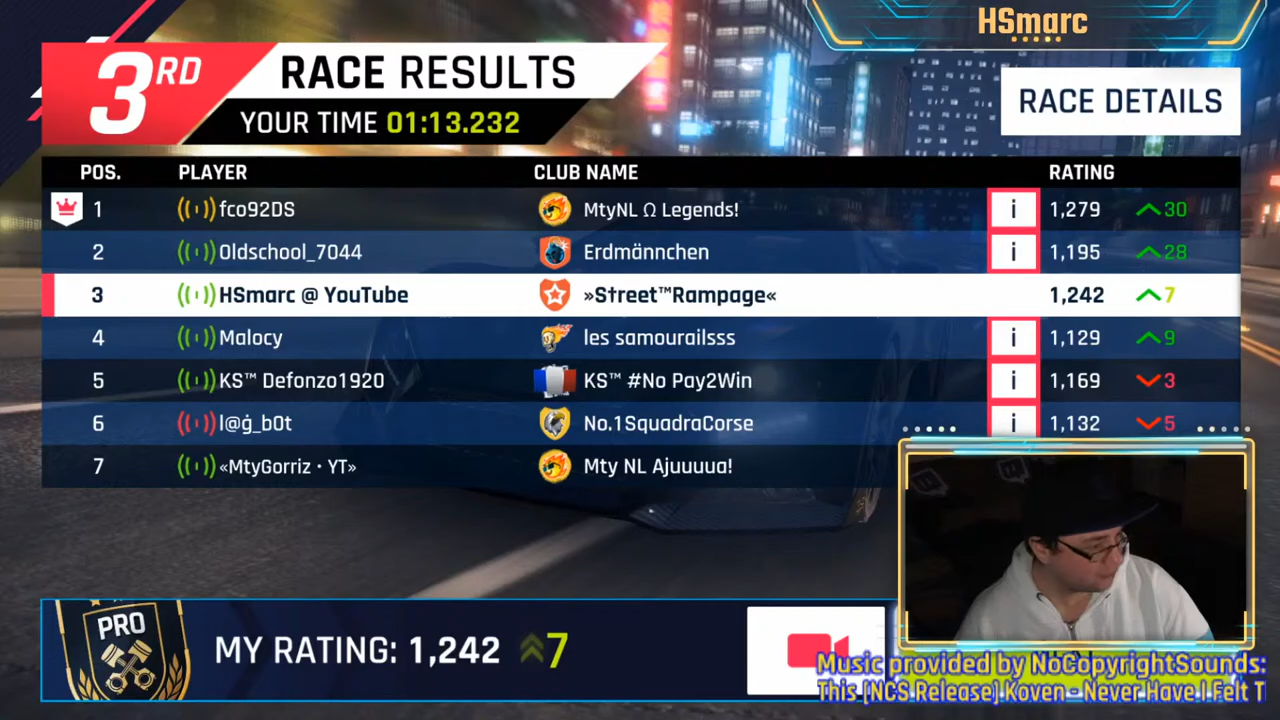 HSmarc
3RD
RACE RESULTS
YOUR TIME 01:13.232
RACE DETAILS
POS. PLAYER CLUB NAME RATING
1 fco92DS MtyNL Ω Legends! i 1,279 30
2 Oldschool_7044 Erdmännchen i 1,195 28
3 HSmarc @ YouTube »S†reet™Rampage« 1,242 7
4 Malocy les samourailsss i 1,129 9
5 KS™ Defonzo1920 KS™ #No Pay2Win i 1,169 3
6 l@ġ_b0t No.1SquadraCorse i 1,132 5
7 «MtyGorriz · YT» Mty NL Ajuuuua!
PRO
MY RATING: 1,242 7
Music provided by NoCopyrightSounds:
This [NCS Release] Koven - Never Have I Felt T